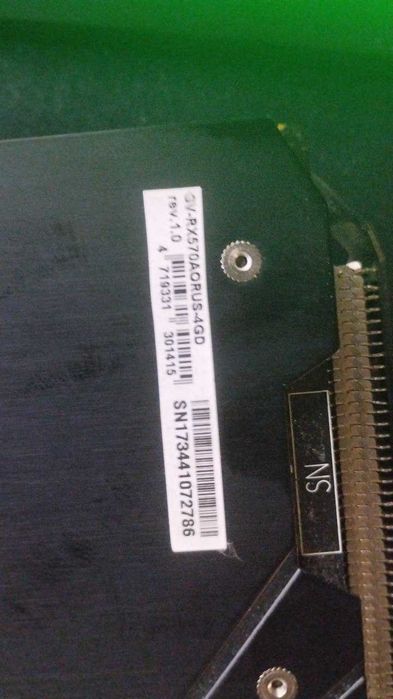 GV-RX570AORUS-4GD
rev.1.0
4 719331 301415
SN173441072786
SN